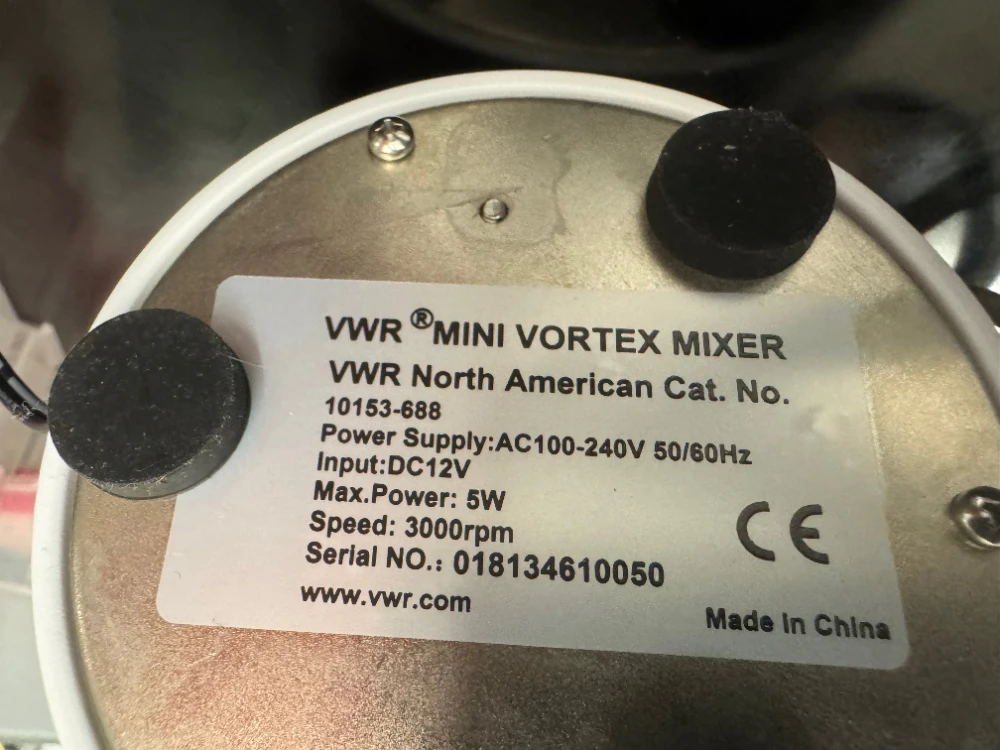 VWR ® MINI VORTEX MIXER
VWR North American Cat. No.
10153-688
Power Supply:AC100-240V 50/60Hz
Input:DC12V
Max.Power: 5W
Speed: 3000rpm
Serial NO.: 018134610050
CE
www.vwr.com
Made in China